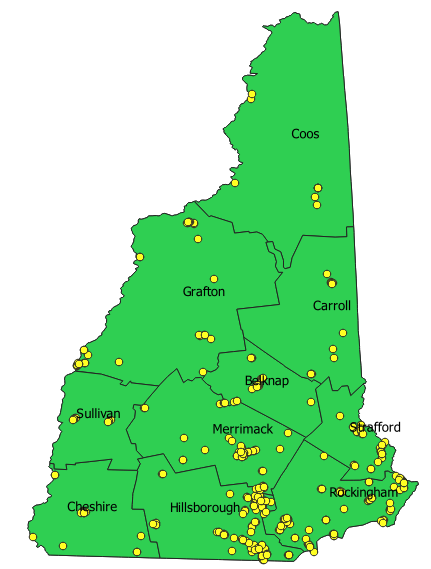 Coos
Grafton
Carroll
Belknap
Sullivan
Merrimack
Strafford
Rockingham
Cheshire
Hillsborough